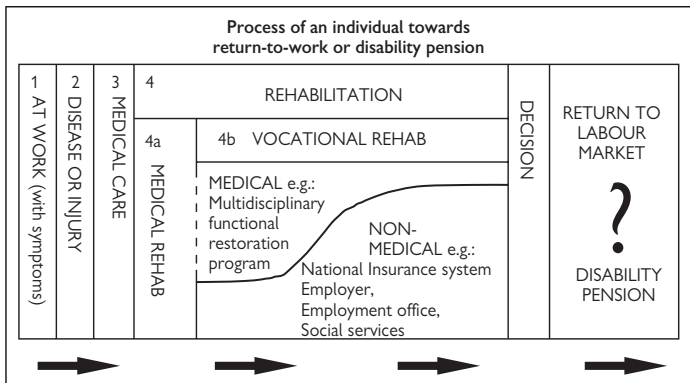 Process of an individual towards
return-to-work or disability pension
1
AT WORK (with symptoms)
2
DISEASE OR INJURY
3
MEDICAL CARE
4
REHABILITATION
4a
MEDICAL REHAB
4b VOCATIONAL REHAB
MEDICAL e.g.:
Multidisciplinary
functional
restoration
program
NON-
MEDICAL e.g.:
National Insurance system
Employer,
Employment office,
Social services
DECISION
RETURN TO
LABOUR
MARKET
?
DISABILITY
PENSION